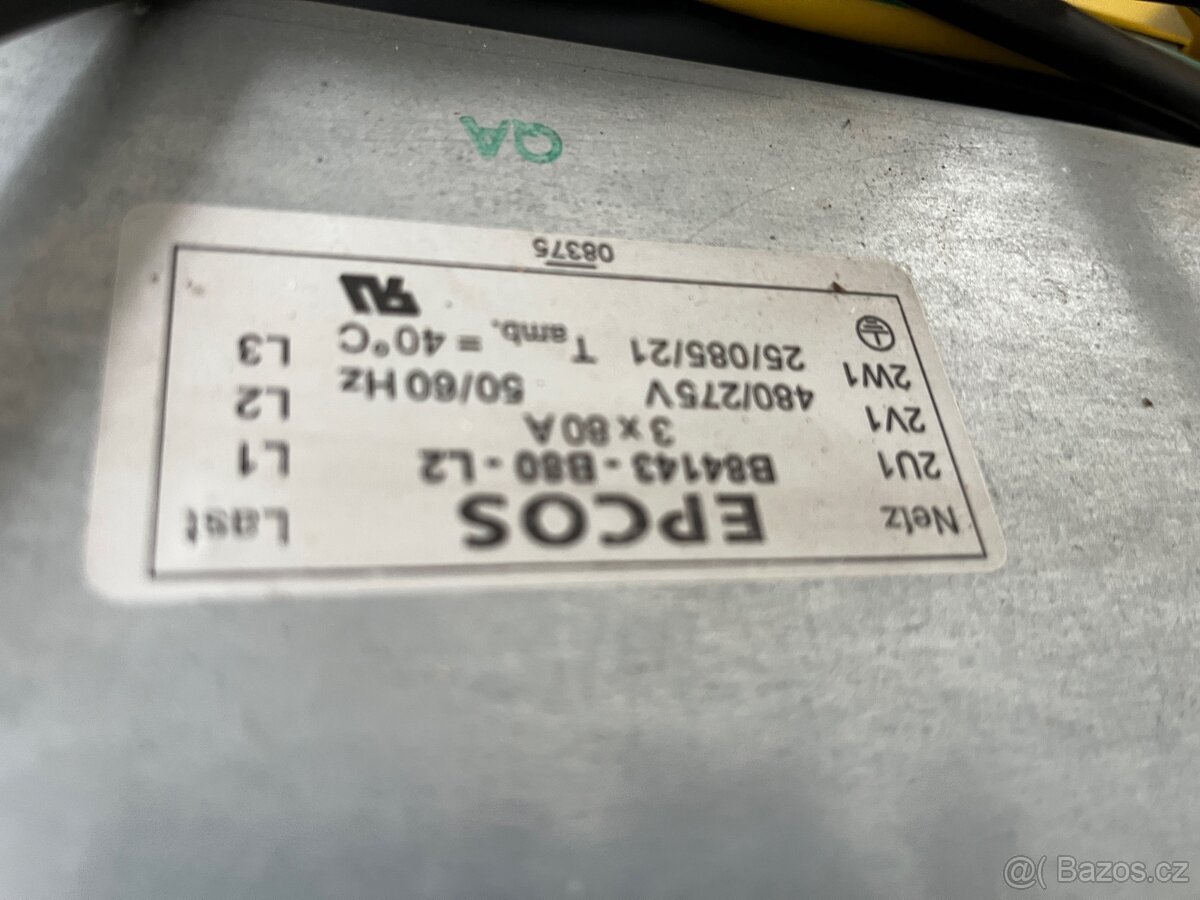 Netz EPCOS Last
2U1 B84143-B80-L2 L1
2V1 3 x 80 A L2
480/275V 50/60 Hz
2W1 25/085/21 Tamb. = 40°C L3
08375
QA
@( Bazos.cz